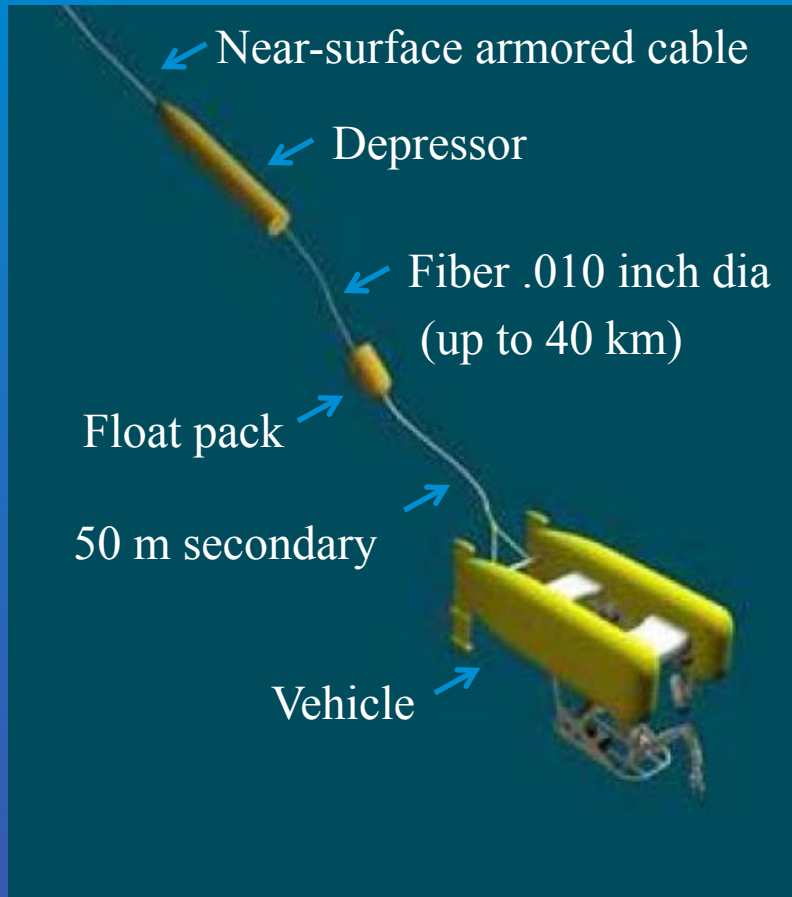 Near-surface armored cable
Depressor
Fiber .010 inch dia
(up to 40 km)
Float pack
50 m secondary
Vehicle